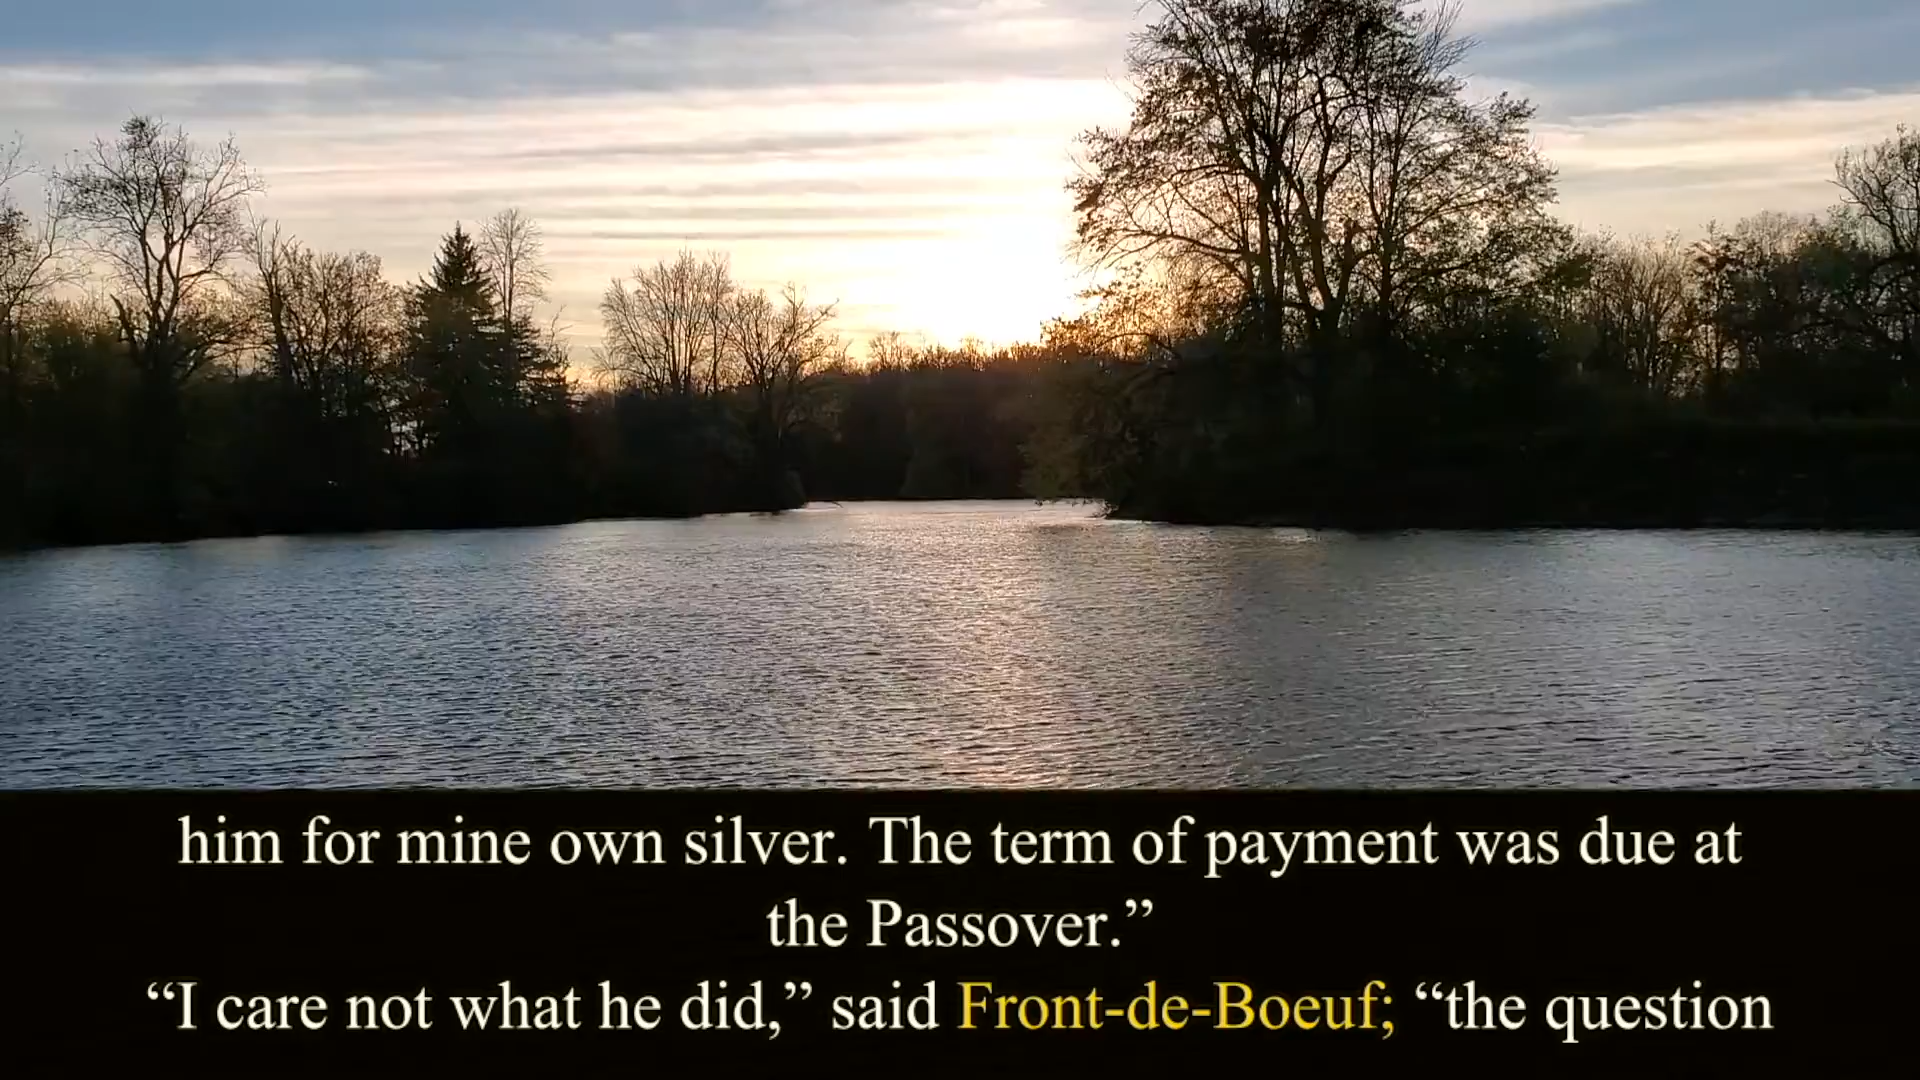 him for mine own silver. The term of payment was due at
the Passover.”
“I care not what he did,” said Front-de-Boeuf; “the question